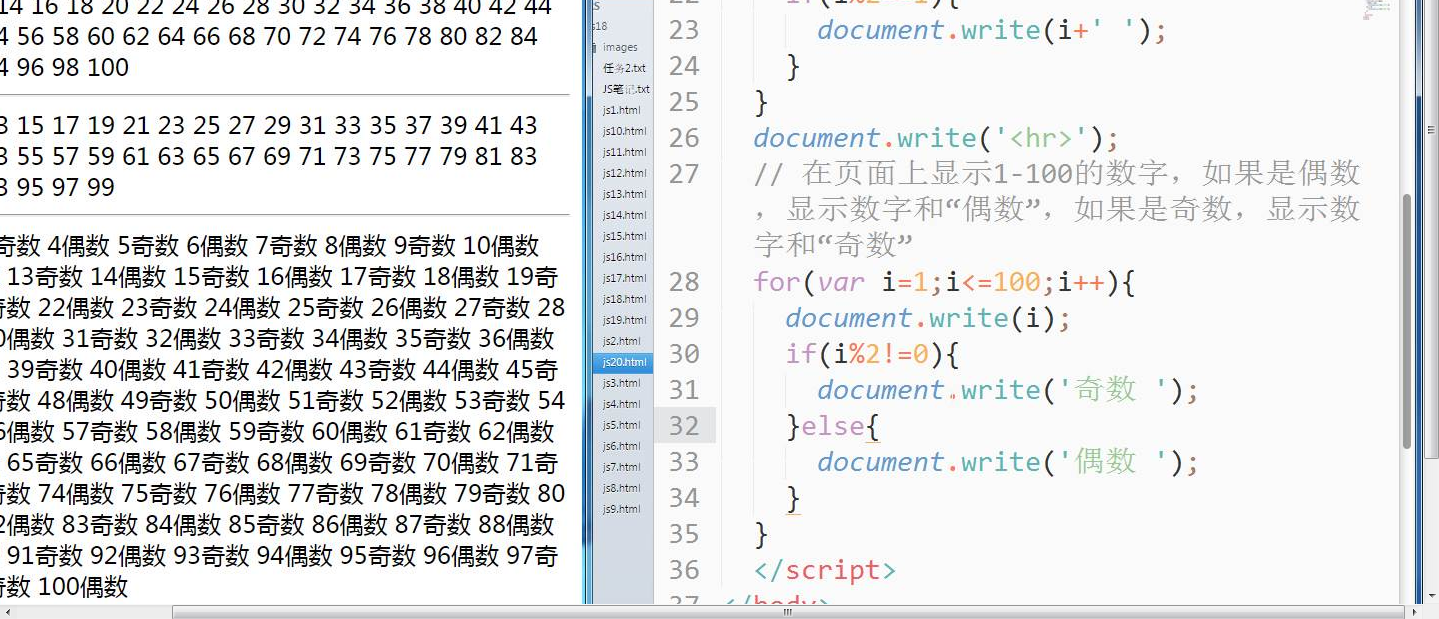 14 16 18 20 22 24 26 28 30 32 34 36 38 40 42 44
4 56 58 60 62 64 66 68 70 72 74 76 78 80 82 84
4 96 98 100
3 15 17 19 21 23 25 27 29 31 33 35 37 39 41 43
3 55 57 59 61 63 65 67 69 71 73 75 77 79 81 83
3 95 97 99
奇数 4偶数 5奇数 6偶数 7奇数 8偶数 9奇数 10偶数
13奇数 14偶数 15奇数 16偶数 17奇数 18偶数 19奇
数 22偶数 23奇数 24偶数 25奇数 26偶数 27奇数 28
偶数 31奇数 32偶数 33奇数 34偶数 35奇数 36偶数
39奇数 40偶数 41奇数 42偶数 43奇数 44偶数 45奇
数 48偶数 49奇数 50偶数 51奇数 52偶数 53奇数 54
偶数 57奇数 58偶数 59奇数 60偶数 61奇数 62偶数
65奇数 66偶数 67奇数 68偶数 69奇数 70偶数 71奇
数 74偶数 75奇数 76偶数 77奇数 78偶数 79奇数 80
2偶数 83奇数 84偶数 85奇数 86偶数 87奇数 88偶数
91奇数 92偶数 93奇数 94偶数 95奇数 96偶数 97奇
奇数 100偶数
s18
images
任务2.txt
JS笔记.txt
js1.html
js10.html
js11.html
js12.html
js13.html
js14.html
js15.html
js16.html
js17.html
js18.html
js19.html
js2.html
js20.html
js3.html
js4.html
js5.html
js6.html
js7.html
js8.html
js9.html
23 document.write(i+' ');
24 }
25 }
26 document.write('<hr>');
27 // 在页面上显示1-100的数字，如果是偶数
，显示数字和“偶数”，如果是奇数，显示数
字和“奇数”
28 for(var i=1;i<=100;i++){
29 document.write(i);
30 if(i%2!=0){
31 document.write('奇数 ');
32 }else{
33 document.write('偶数 ');
34 }
35 }
36 </script>
37 </body>